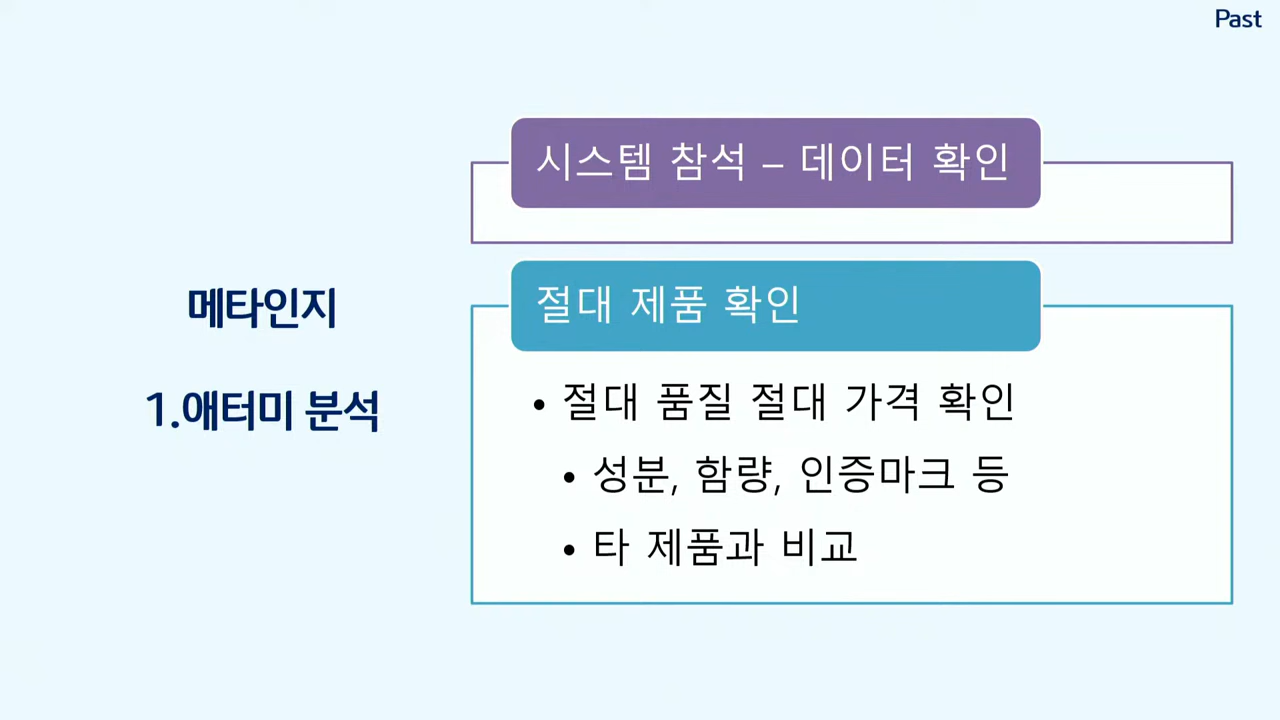 Past
시스템 참석 – 데이터 확인
메타인지
1.애터미 분석
절대 제품 확인
• 절대 품질 절대 가격 확인
• 성분, 함량, 인증마크 등
• 타 제품과 비교